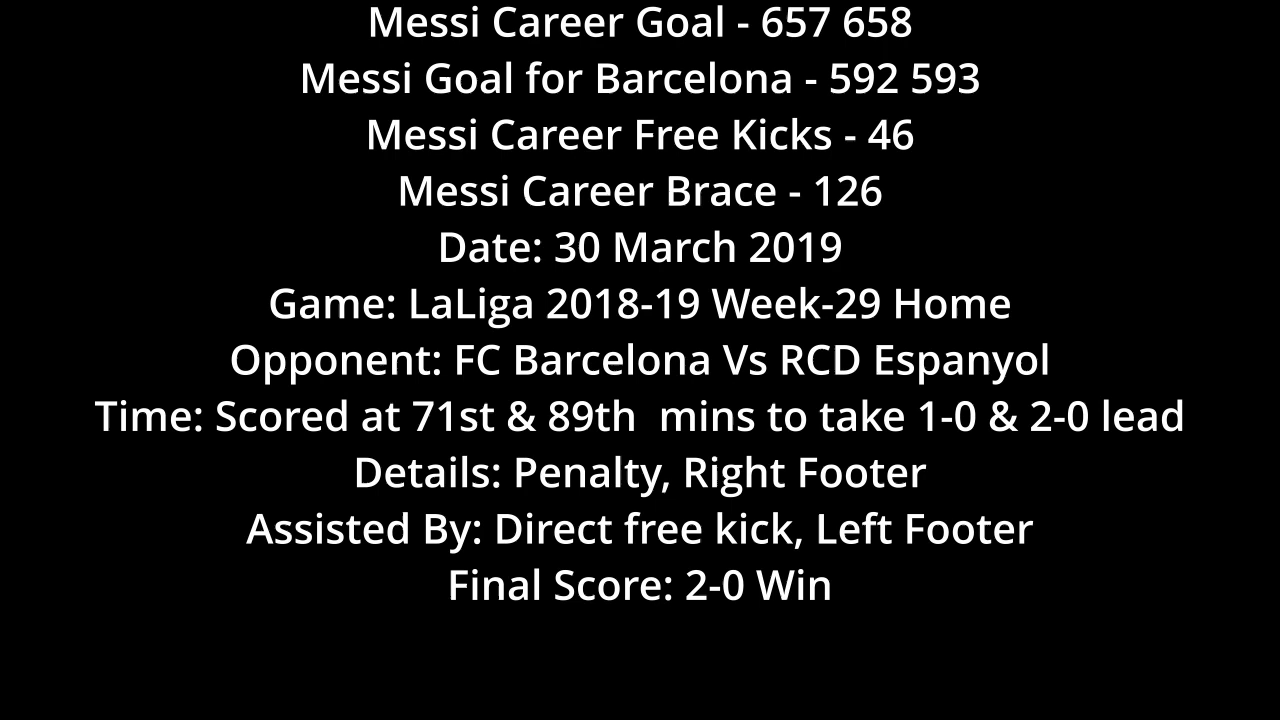 Messi Career Goal - 657 658
Messi Goal for Barcelona - 592 593
Messi Career Free Kicks - 46
Messi Career Brace - 126
Date: 30 March 2019
Game: LaLiga 2018-19 Week-29 Home
Opponent: FC Barcelona Vs RCD Espanyol
Time: Scored at 71st & 89th  mins to take 1-0 & 2-0 lead
Details: Penalty, Right Footer
Assisted By: Direct free kick, Left Footer
Final Score: 2-0 Win